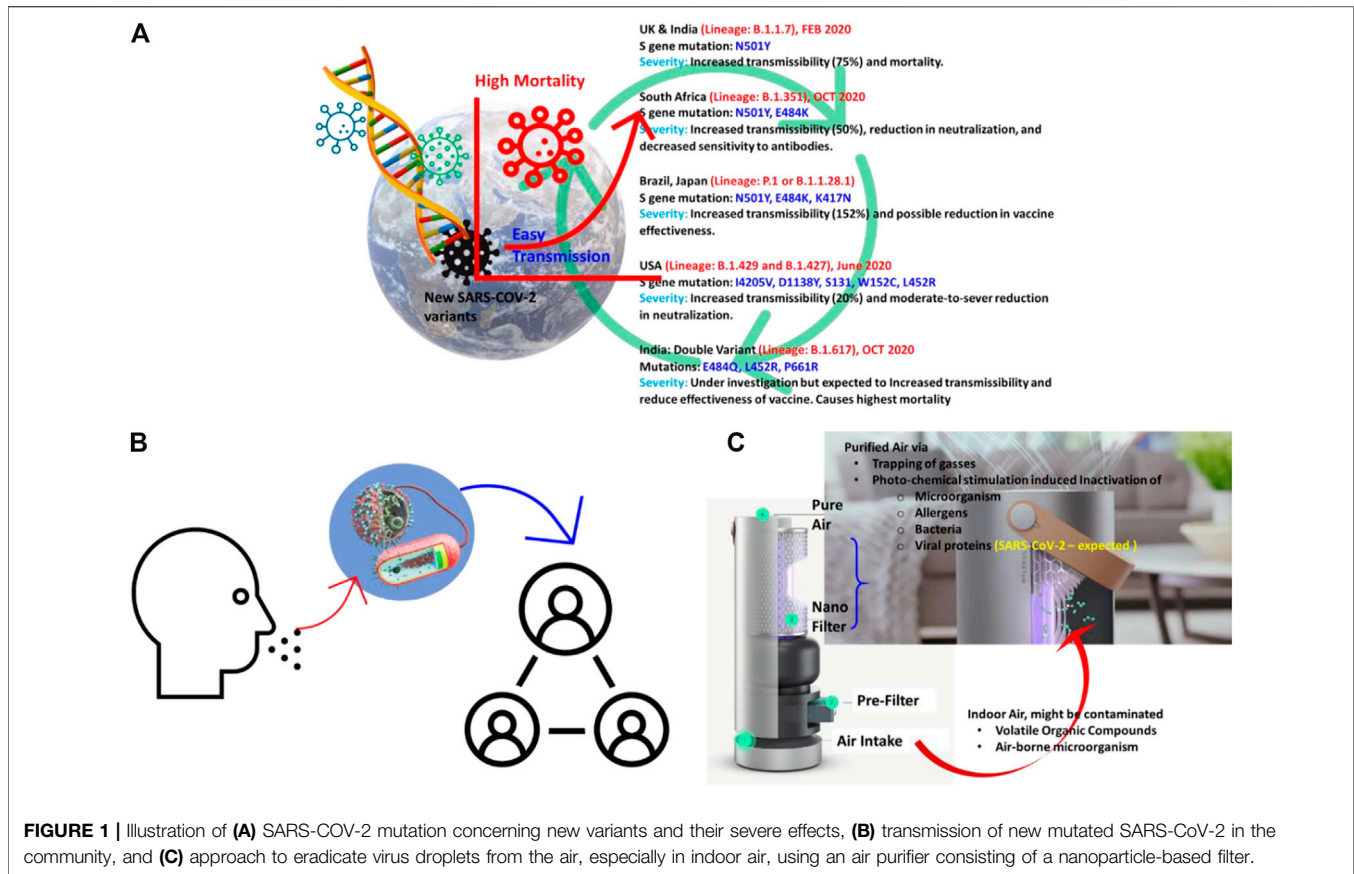 A
UK & India (Lineage: B.1.1.7), FEB 2020
S gene mutation: N501Y
Severity: Increased transmissibility (75%) and mortality.
High Mortality
South Africa (Lineage: B.1.351), OCT 2020
S gene mutation: N501Y, E484K
Severity: Increased transmissibility (50%), reduction in neutralization, and
decreased sensitivity to antibodies.
Brazil, Japan (Lineage: P.1 or B.1.1.28.1)
S gene mutation: N501Y, E484K, K417N
Severity: Increased transmissibility (152%) and possible reduction in vaccine
effectiveness.
Easy
Transmission
USA (Lineage: B.1.429 and B.1.427), June 2020
S gene mutation: I4205V, D1138Y, S131, W152C, L452R
Severity: Increased transmissibility (20%) and moderate-to-sever reduction
in neutralization.
New SARS-COV-2
variants
India: Double Variant (Lineage: B.1.617), OCT 2020
Mutations: E484Q, L452R, P661R
Severity: Under investigation but expected to Increased transmissibility and
reduce effectiveness of vaccine. Causes highest mortality
B
C
Purified Air via
• Trapping of gasses
• Photo-chemical stimulation induced Inactivation of
o Microorganism
o Allergens
o Bacteria
o Viral proteins (SARS-CoV-2 – expected )
Pure
Air
Nano
Filter
Pre-Filter
Air Intake
Indoor Air, might be contaminated
• Volatile Organic Compounds
• Air-borne microorganism
FIGURE 1 | Illustration of (A) SARS-COV-2 mutation concerning new variants and their severe effects, (B) transmission of new mutated SARS-CoV-2 in the
community, and (C) approach to eradicate virus droplets from the air, especially in indoor air, using an air purifier consisting of a nanoparticle-based filter.